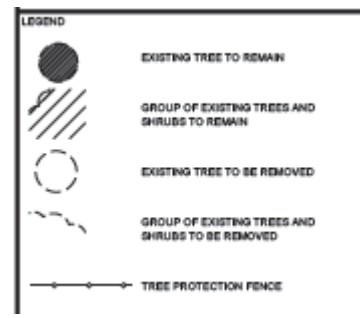 LEGEND
EXISTING TREE TO REMAIN
GROUP OF EXISTING TREES AND
SHRUBS TO REMAIN
EXISTING TREE TO BE REMOVED
GROUP OF EXISTING TREES AND
SHRUBS TO BE REMOVED
TREE PROTECTION FENCE